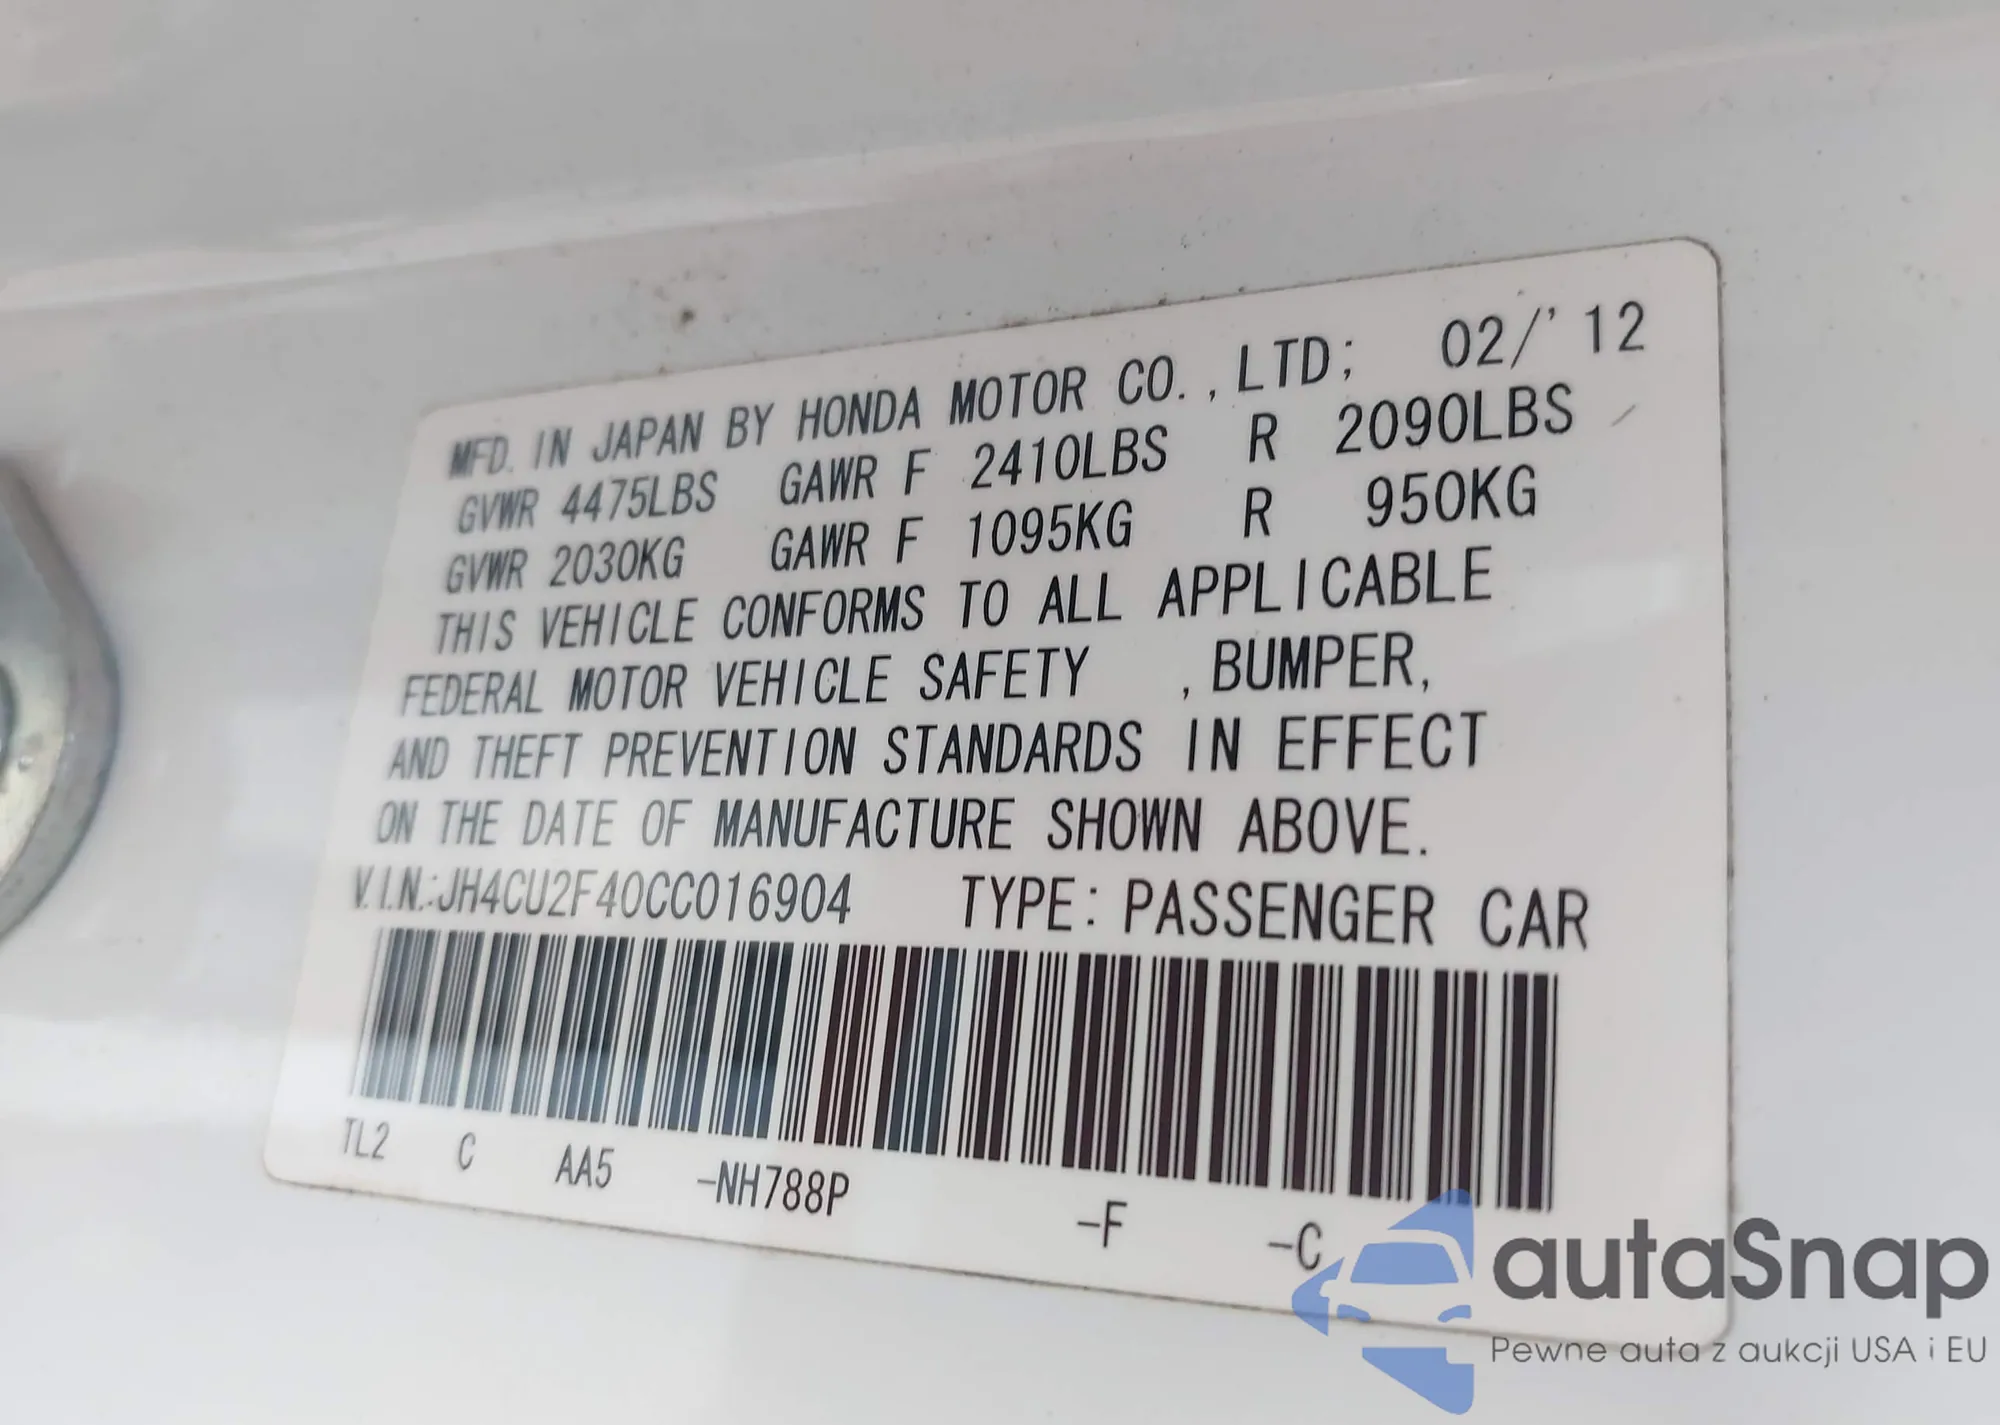 MFD. IN JAPAN BY HONDA MOTOR CO., LTD; 02/'12
GVWR 4475LBS GAWR F 2410LBS R 2090LBS
GVWR 2030KG GAWR F 1095KG R 950KG
THIS VEHICLE CONFORMS TO ALL APPLICABLE
FEDERAL MOTOR VEHICLE SAFETY , BUMPER,
AND THEFT PREVENTION STANDARDS IN EFFECT
ON THE DATE OF MANUFACTURE SHOWN ABOVE.
V.I.N.:JH4CU2F40CC016904 TYPE: PASSENGER CAR
TL2 C AA5 -NH788P -F -C
autaSnap
Pewne auta z aukcji USA i EU